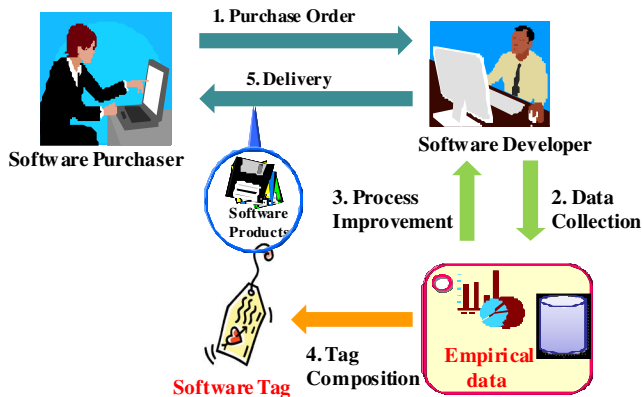 1. Purchase Order
5. Delivery
Software Purchaser
Software Developer
Software
Products
3. Process
Improvement
2. Data
Collection
4. Tag
Composition
Software Tag
Empirical
data